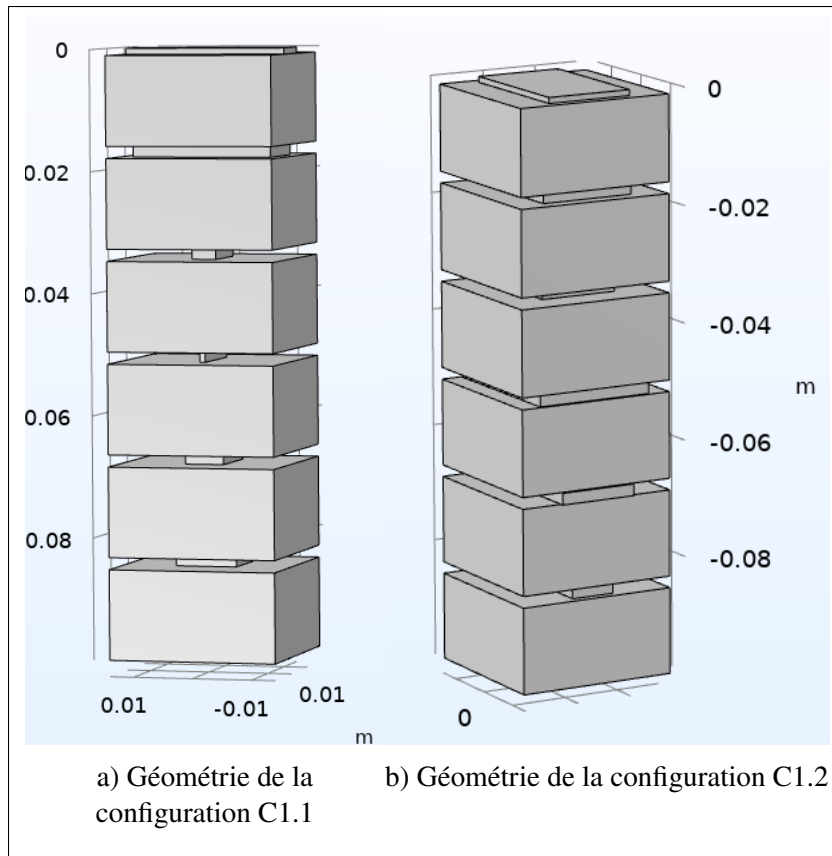 0
0.02
0.04
0.06
0.08
0.01
-0.01
0.01
m
0
-0.02
-0.04
m
-0.06
-0.08
0
a) Géométrie de la
configuration C1.1
b) Géométrie de la configuration C1.2